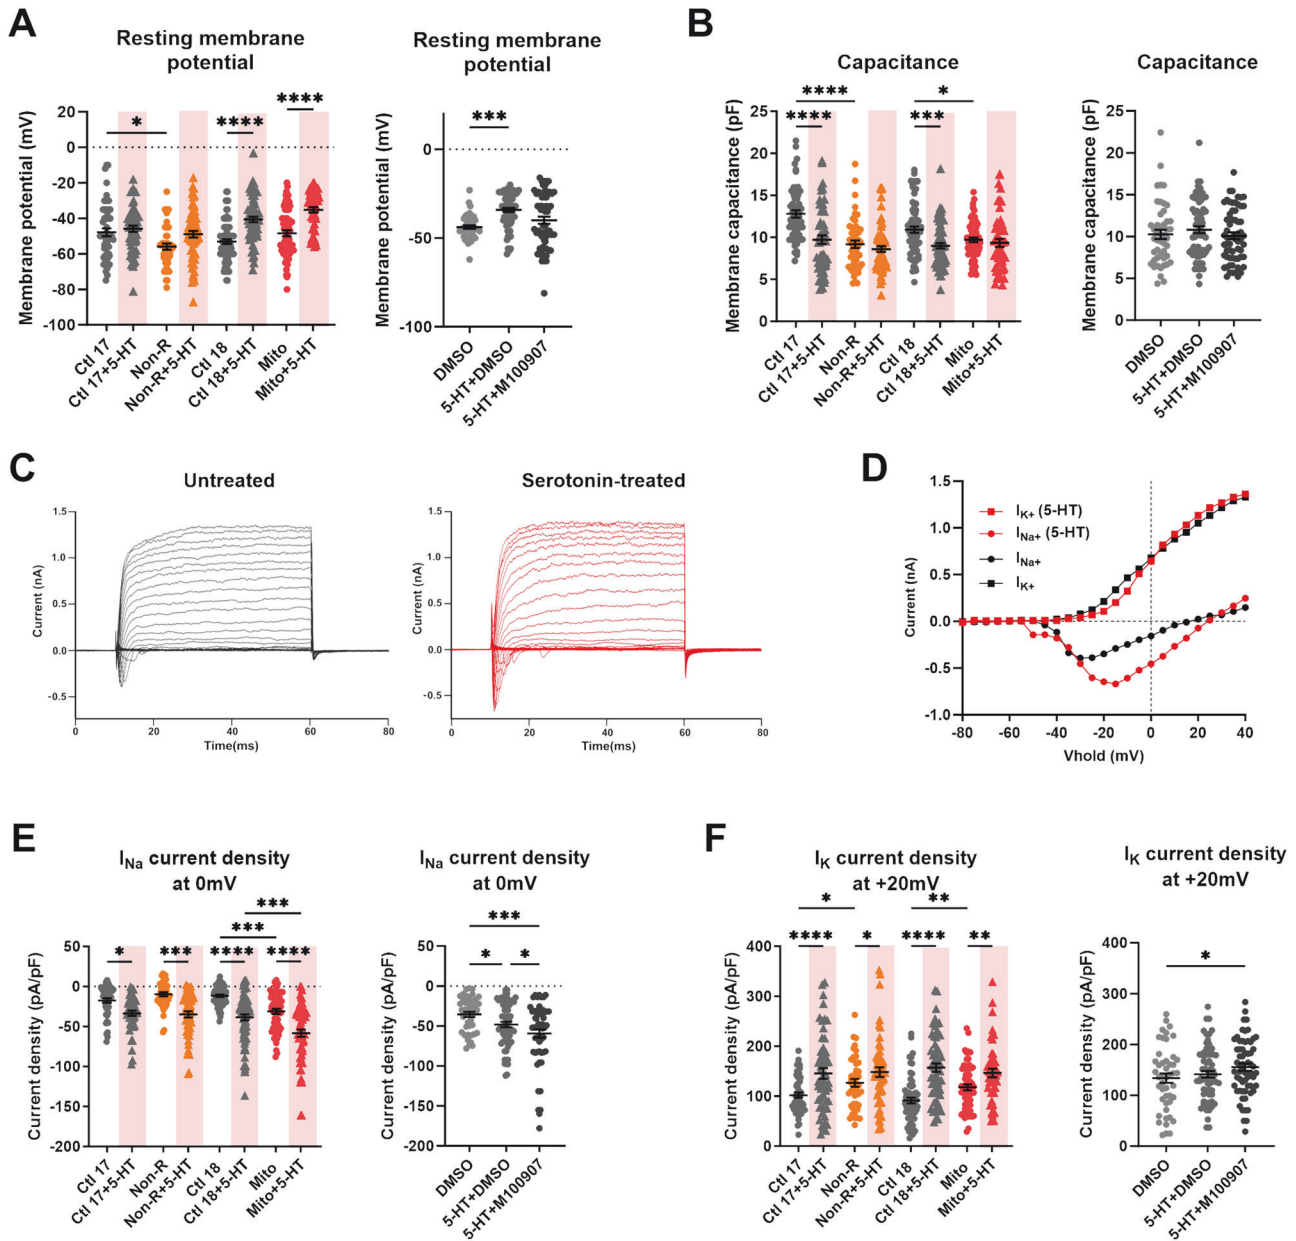 A
Resting membrane
potential
Resting membrane
potential
Membrane potential (mV)
20
0
-20
-40
-60
-80
-100
*
****
****
Ctl 17
Ctl 17+5-HT
Non-R
Non-R+5-HT
Ctl 18
Ctl 18+5-HT
Mito
Mito+5-HT
Membrane potential (mV)
0
-50
-100
***
DMSO
5-HT+DMSO
5-HT+M100907
B
Capacitance
Capacitance
Membrane capacitance (pF)
25
20
15
10
5
0
****
****
*
***
Ctl 17
Ctl 17+5-HT
Non-R
Non-R+5-HT
Ctl 18
Ctl 18+5-HT
Mito
Mito+5-HT
Membrane capacitance (pF)
25
20
15
10
5
0
DMSO
5-HT+DMSO
5-HT+M100907
C
Untreated
Serotonin-treated
Current (nA)
1.5
1.0
0.5
0.0
-0.5
0 20 40 60 80
Time(ms)
Current (nA)
1.5
1.0
0.5
0.0
-0.5
0 20 40 60 80
Time(ms)
D
Current (nA)
1.5
1.0
0.5
0.0
-0.5
-1.0
IK+ (5-HT)
INa+ (5-HT)
INa+
IK+
-80 -60 -40 -20 0 20 40
Vhold (mV)
E
INa current density
at 0mV
INa current density
at 0mV
Current density (pA/pF)
50
0
-50
-100
-150
-200
***
***
* *** **** ****
Ctl 17
Ctl 17+5-HT
Non-R
Non-R+5-HT
Ctl 18
Ctl 18+5-HT
Mito
Mito+5-HT
Current density (pA/pF)
50
0
-50
-100
-150
-200
***
* *
DMSO
5-HT+DMSO
5-HT+M100907
F
IK current density
at +20mV
IK current density
at +20mV
Current density (pA/pF)
400
300
200
100
0
* **
**** * **** **
Ctl 17
Ctl 17+5-HT
Non-R
Non-R+5-HT
Ctl 18
Ctl 18+5-HT
Mito
Mito+5-HT
Current density (pA/pF)
400
300
200
100
0
*
DMSO
5-HT+DMSO
5-HT+M100907